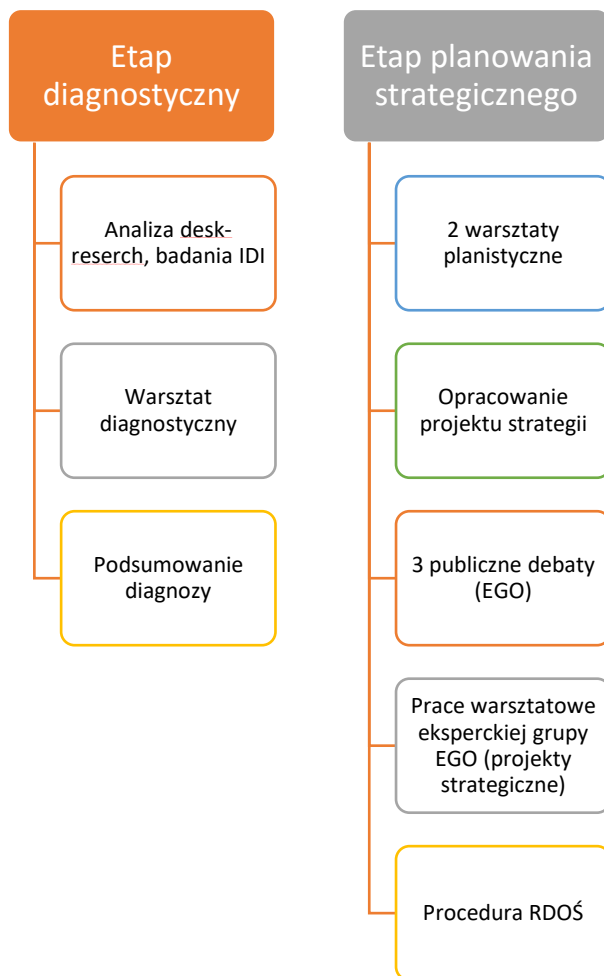 Etap
diagnostyczny
Analiza desk-
reserch, badania IDI
Warsztat
diagnostyczny
Podsumowanie
diagnozy
Etap planowania
strategicznego
2 warsztaty
planistyczne
Opracowanie
projektu strategii
3 publiczne debaty
(EGO)
Prace warsztatowe
eksperckiej grupy
EGO (projekty
strategiczne)
Procedura RDOŚ